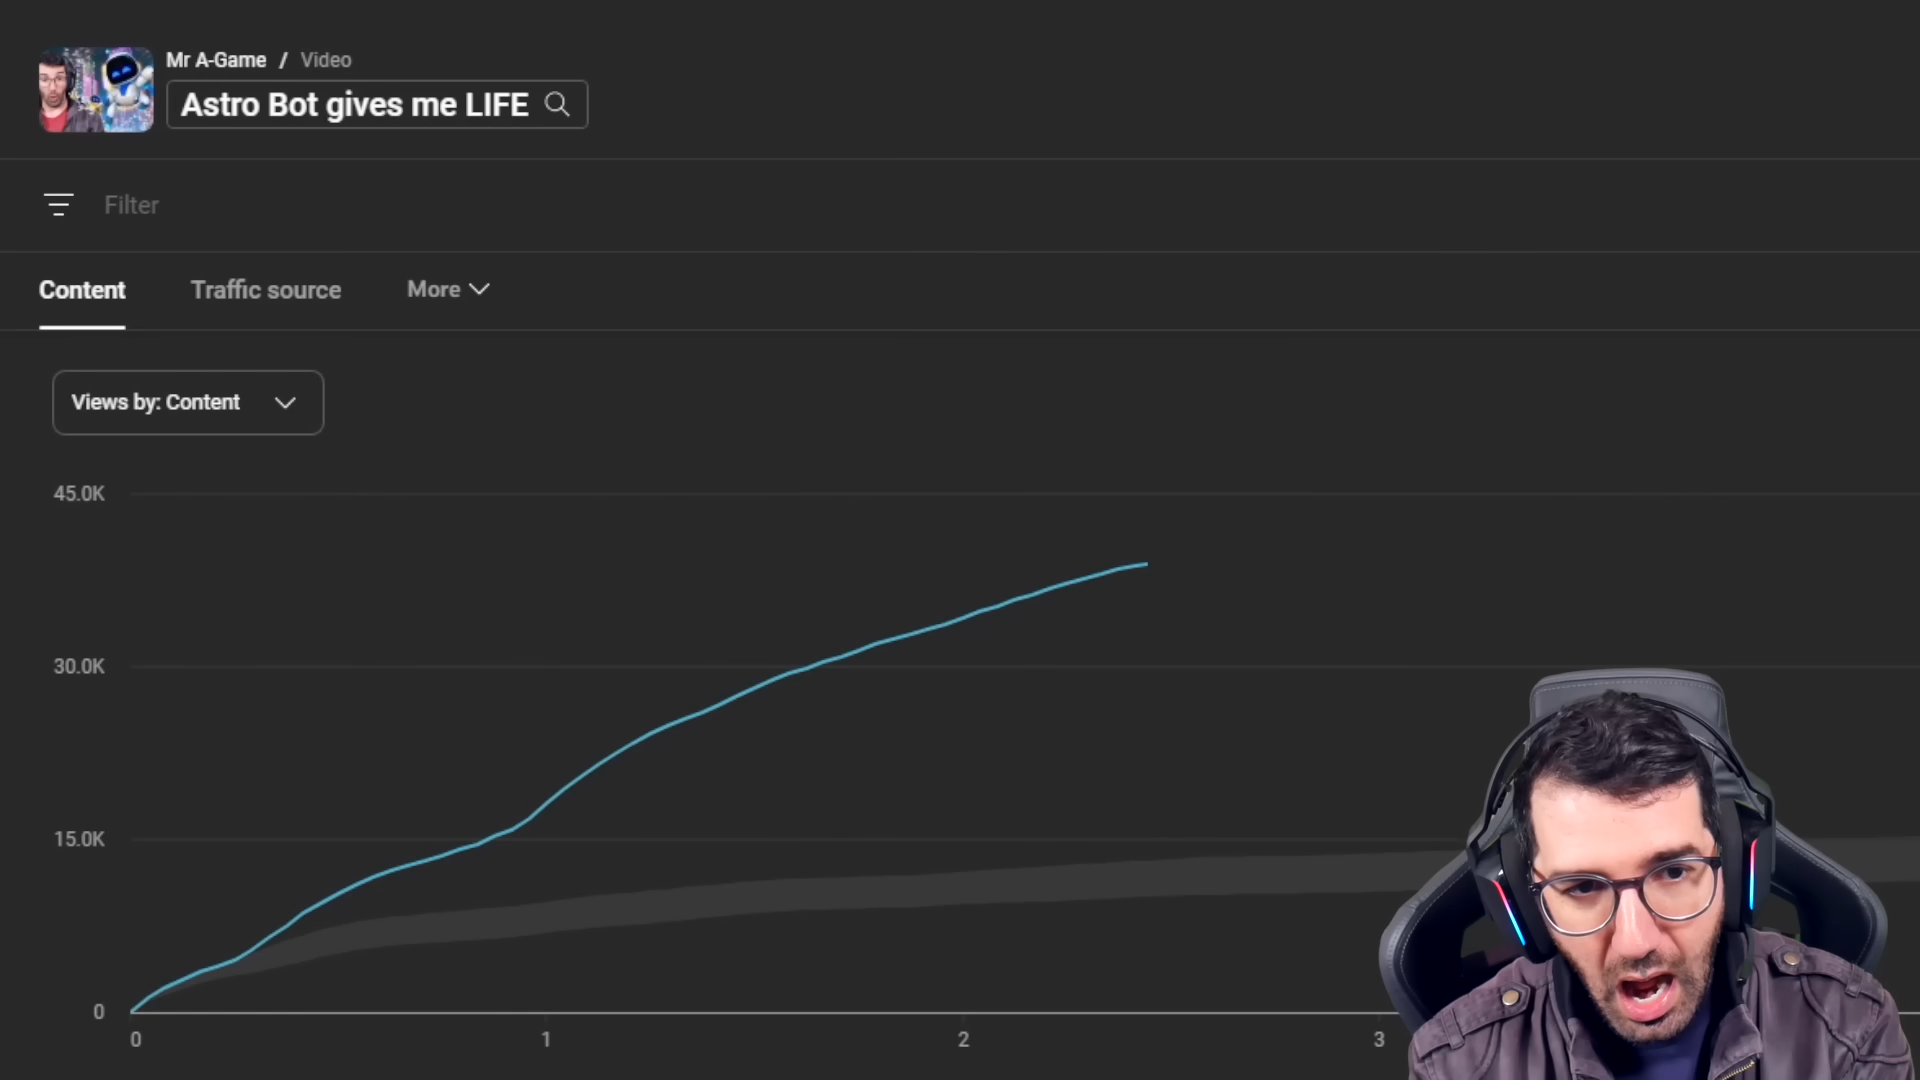 Mr A-Game / Video
Astro Bot gives me LIFE
Filter
Content Traffic source More
Views by: Content
45.0K
30.0K
15.0K
0
0 1 2 3